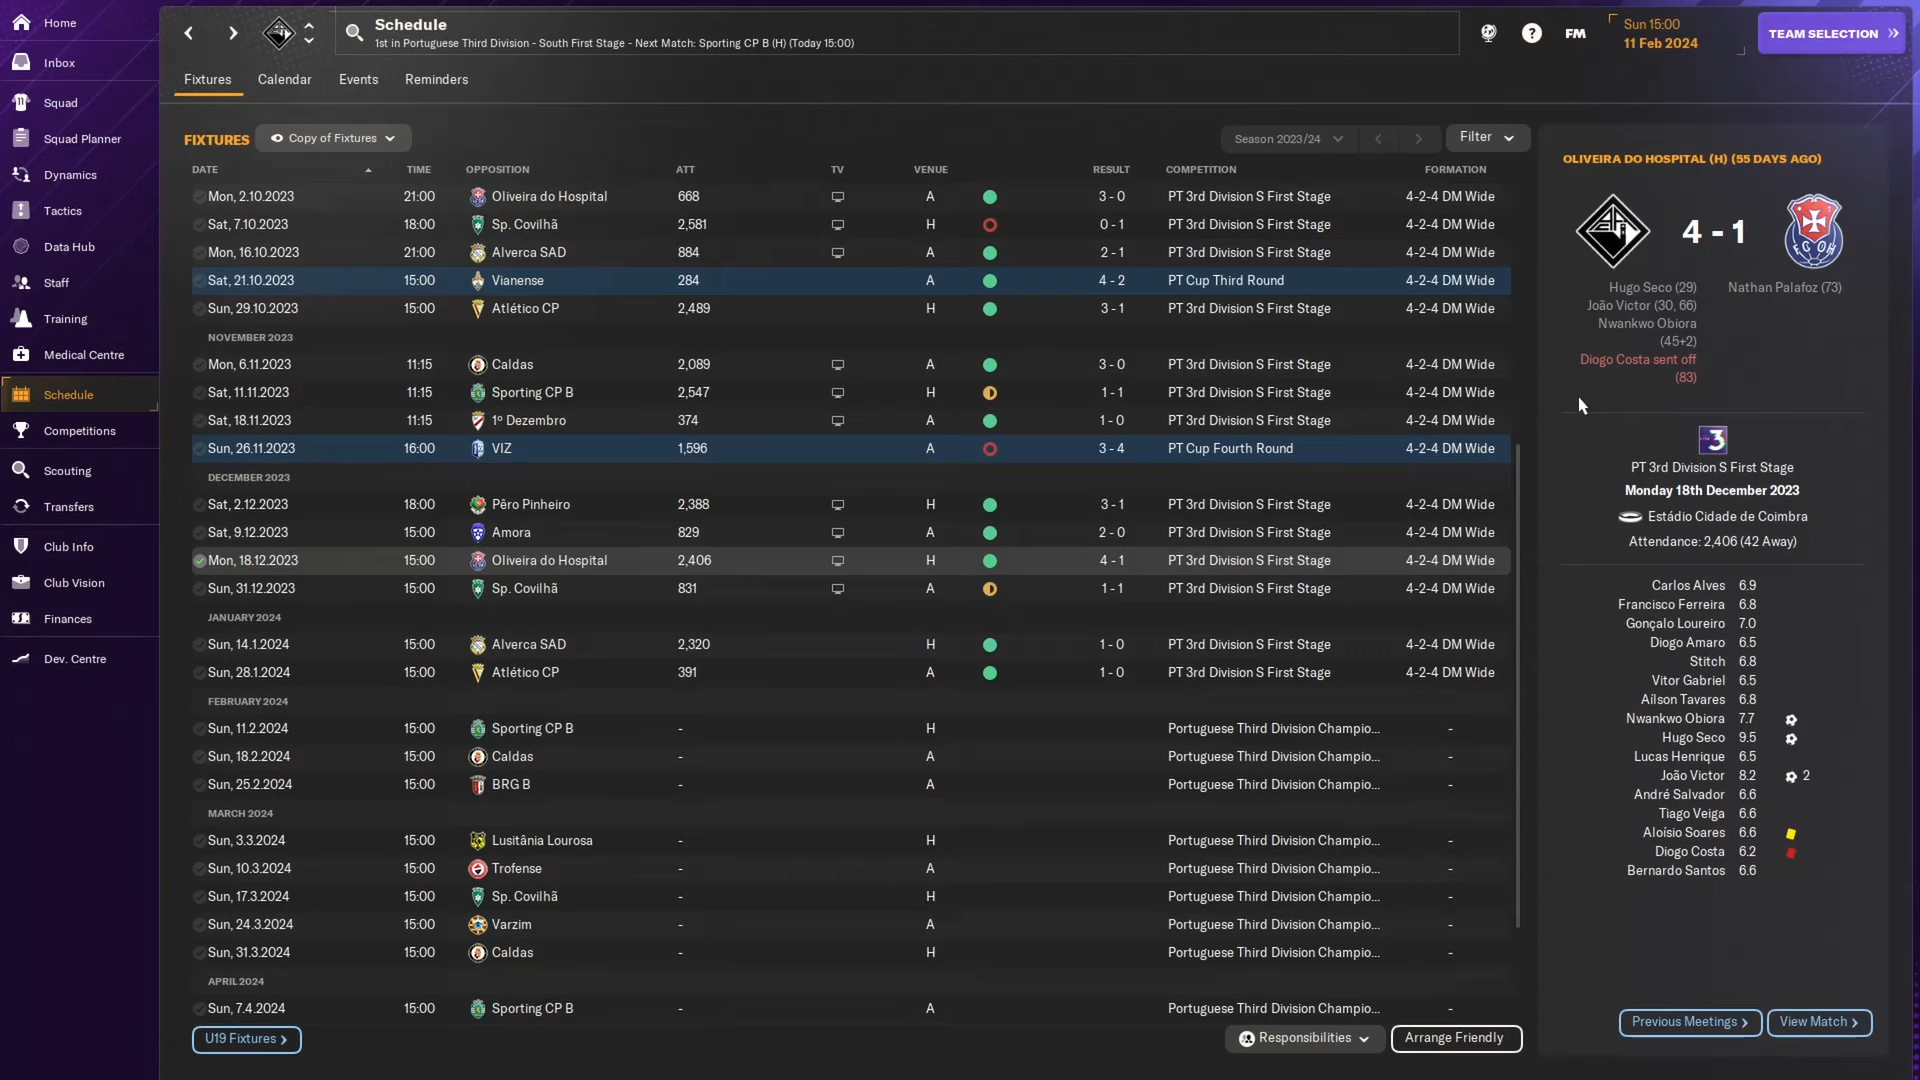 Home
Inbox
Squad
Squad Planner
Dynamics
Tactics
Data Hub
Staff
Training
Medical Centre
Schedule
Competitions
Scouting
Transfers
Club Info
Club Vision
Finances
Dev. Centre
Schedule
1st in Portuguese Third Division - South First Stage - Next Match: Sporting CP B (H) (Today 15:00)
FM
Sun 15:00
11 Feb 2024
TEAM SELECTION
Fixtures Calendar Events Reminders
FIXTURES Copy of Fixtures Season 2023/24 Filter
DATE TIME OPPOSITION ATT TV VENUE RESULT COMPETITION FORMATION
Mon, 2.10.2023 21:00 Oliveira do Hospital 668 A 3 - 0 PT 3rd Division S First Stage 4-2-4 DM Wide
Sat, 7.10.2023 18:00 Sp. Covilhã 2,581 H 0 - 1 PT 3rd Division S First Stage 4-2-4 DM Wide
Mon, 16.10.2023 21:00 Alverca SAD 884 A 2 - 1 PT 3rd Division S First Stage 4-2-4 DM Wide
Sat, 21.10.2023 15:00 Vianense 284 A 4 - 2 PT Cup Third Round 4-2-4 DM Wide
Sun, 29.10.2023 15:00 Atlético CP 2,489 H 3 - 1 PT 3rd Division S First Stage 4-2-4 DM Wide
NOVEMBER 2023
Mon, 6.11.2023 11:15 Caldas 2,089 A 3 - 0 PT 3rd Division S First Stage 4-2-4 DM Wide
Sat, 11.11.2023 11:15 Sporting CP B 2,547 H 1 - 1 PT 3rd Division S First Stage 4-2-4 DM Wide
Sat, 18.11.2023 11:15 1º Dezembro 374 A 1 - 0 PT 3rd Division S First Stage 4-2-4 DM Wide
Sun, 26.11.2023 16:00 VIZ 1,596 A 3 - 4 PT Cup Fourth Round 4-2-4 DM Wide
DECEMBER 2023
Sat, 2.12.2023 18:00 Pêro Pinheiro 2,388 H 3 - 1 PT 3rd Division S First Stage 4-2-4 DM Wide
Sat, 9.12.2023 15:00 Amora 829 A 2 - 0 PT 3rd Division S First Stage 4-2-4 DM Wide
Mon, 18.12.2023 15:00 Oliveira do Hospital 2,406 H 4 - 1 PT 3rd Division S First Stage 4-2-4 DM Wide
Sun, 31.12.2023 15:00 Sp. Covilhã 831 A 1 - 1 PT 3rd Division S First Stage 4-2-4 DM Wide
JANUARY 2024
Sun, 14.1.2024 15:00 Alverca SAD 2,320 H 1 - 0 PT 3rd Division S First Stage 4-2-4 DM Wide
Sun, 28.1.2024 15:00 Atlético CP 391 A 1 - 0 PT 3rd Division S First Stage 4-2-4 DM Wide
FEBRUARY 2024
Sun, 11.2.2024 15:00 Sporting CP B - H Portuguese Third Division Champio... -
Sun, 18.2.2024 15:00 Caldas - A Portuguese Third Division Champio... -
Sun, 25.2.2024 15:00 BRG B - A Portuguese Third Division Champio... -
MARCH 2024
Sun, 3.3.2024 15:00 Lusitânia Lourosa - H Portuguese Third Division Champio... -
Sun, 10.3.2024 15:00 Trofense - A Portuguese Third Division Champio... -
Sun, 17.3.2024 15:00 Sp. Covilhã - H Portuguese Third Division Champio... -
Sun, 24.3.2024 15:00 Varzim - A Portuguese Third Division Champio... -
Sun, 31.3.2024 15:00 Caldas - H Portuguese Third Division Champio... -
APRIL 2024
Sun, 7.4.2024 15:00 Sporting CP B - A Portuguese Third Division Champio... -
U19 Fixtures Responsibilities Arrange Friendly
OLIVEIRA DO HOSPITAL (H) (55 DAYS AGO)
4 - 1
Hugo Seco (29) Nathan Palafoz (73)
João Victor (30, 66)
Nwankwo Obiora
(45+2)
Diogo Costa sent off
(83)
3
PT 3rd Division S First Stage
Monday 18th December 2023
Estádio Cidade de Coimbra
Attendance: 2,406 (42 Away)
Carlos Alves 6.9
Francisco Ferreira 6.8
Gonçalo Loureiro 7.0
Diogo Amaro 6.5
Stitch 6.8
Vitor Gabriel 6.5
Aílson Tavares 6.8
Nwankwo Obiora 7.7
Hugo Seco 9.5
Lucas Henrique 6.5
João Victor 8.2 2
André Salvador 6.6
Tiago Veiga 6.6
Aloísio Soares 6.6
Diogo Costa 6.2
Bernardo Santos 6.6
Previous Meetings View Match